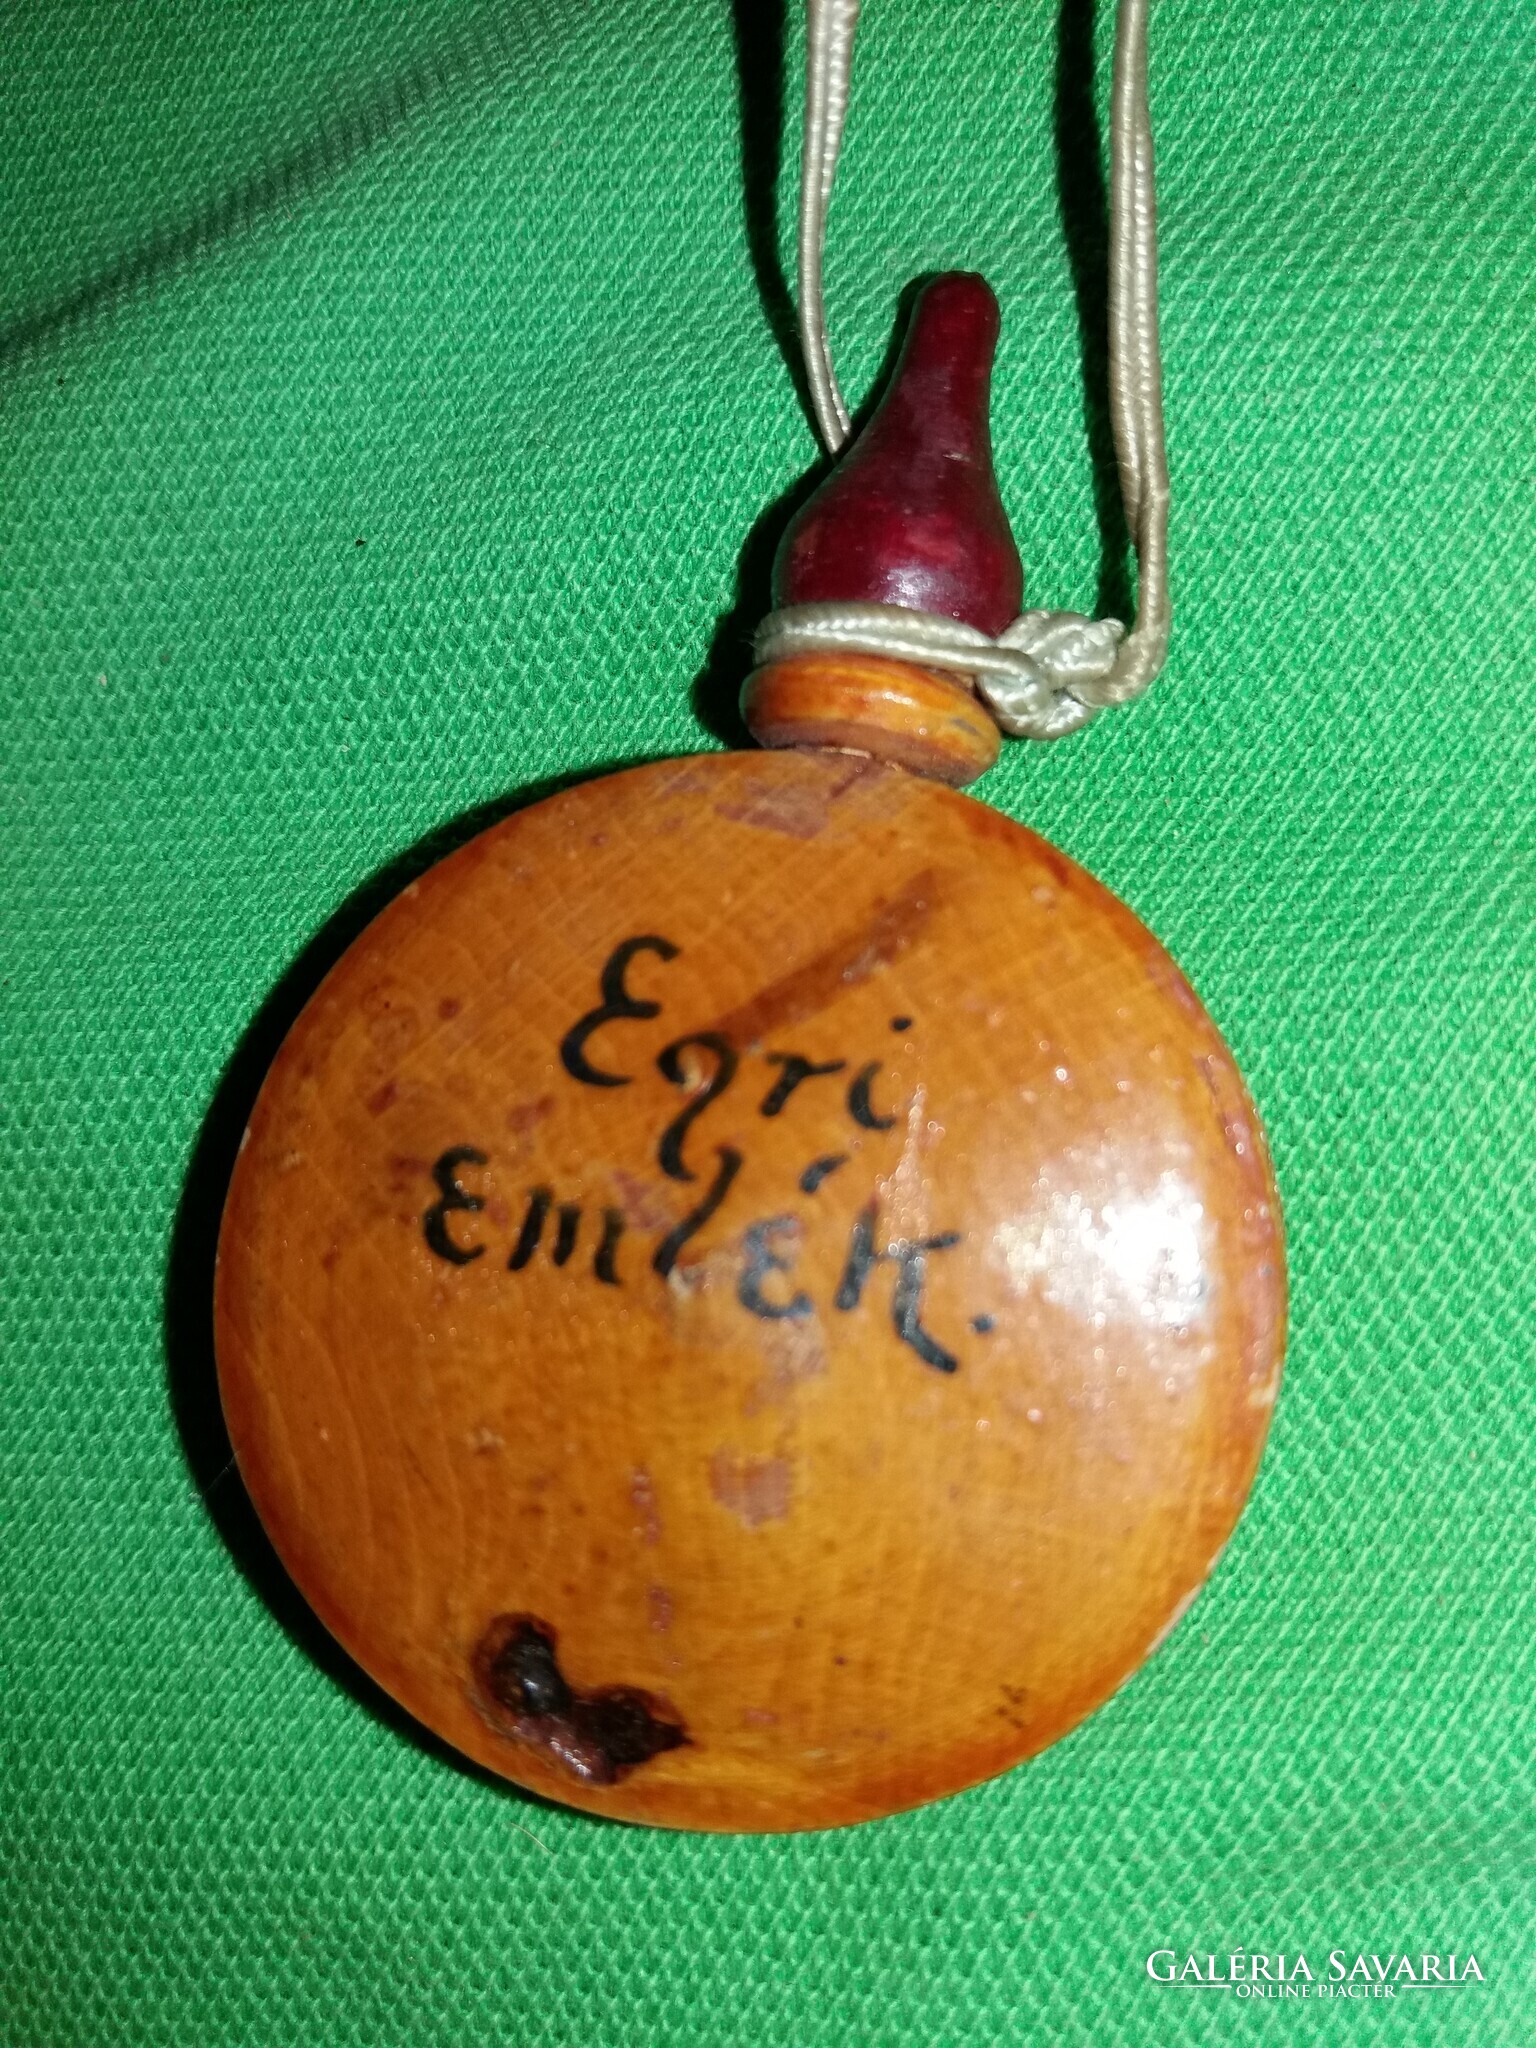 Egri
Emlék.
GALÉRIA SAVARIA
ONLINE PIACTÉR